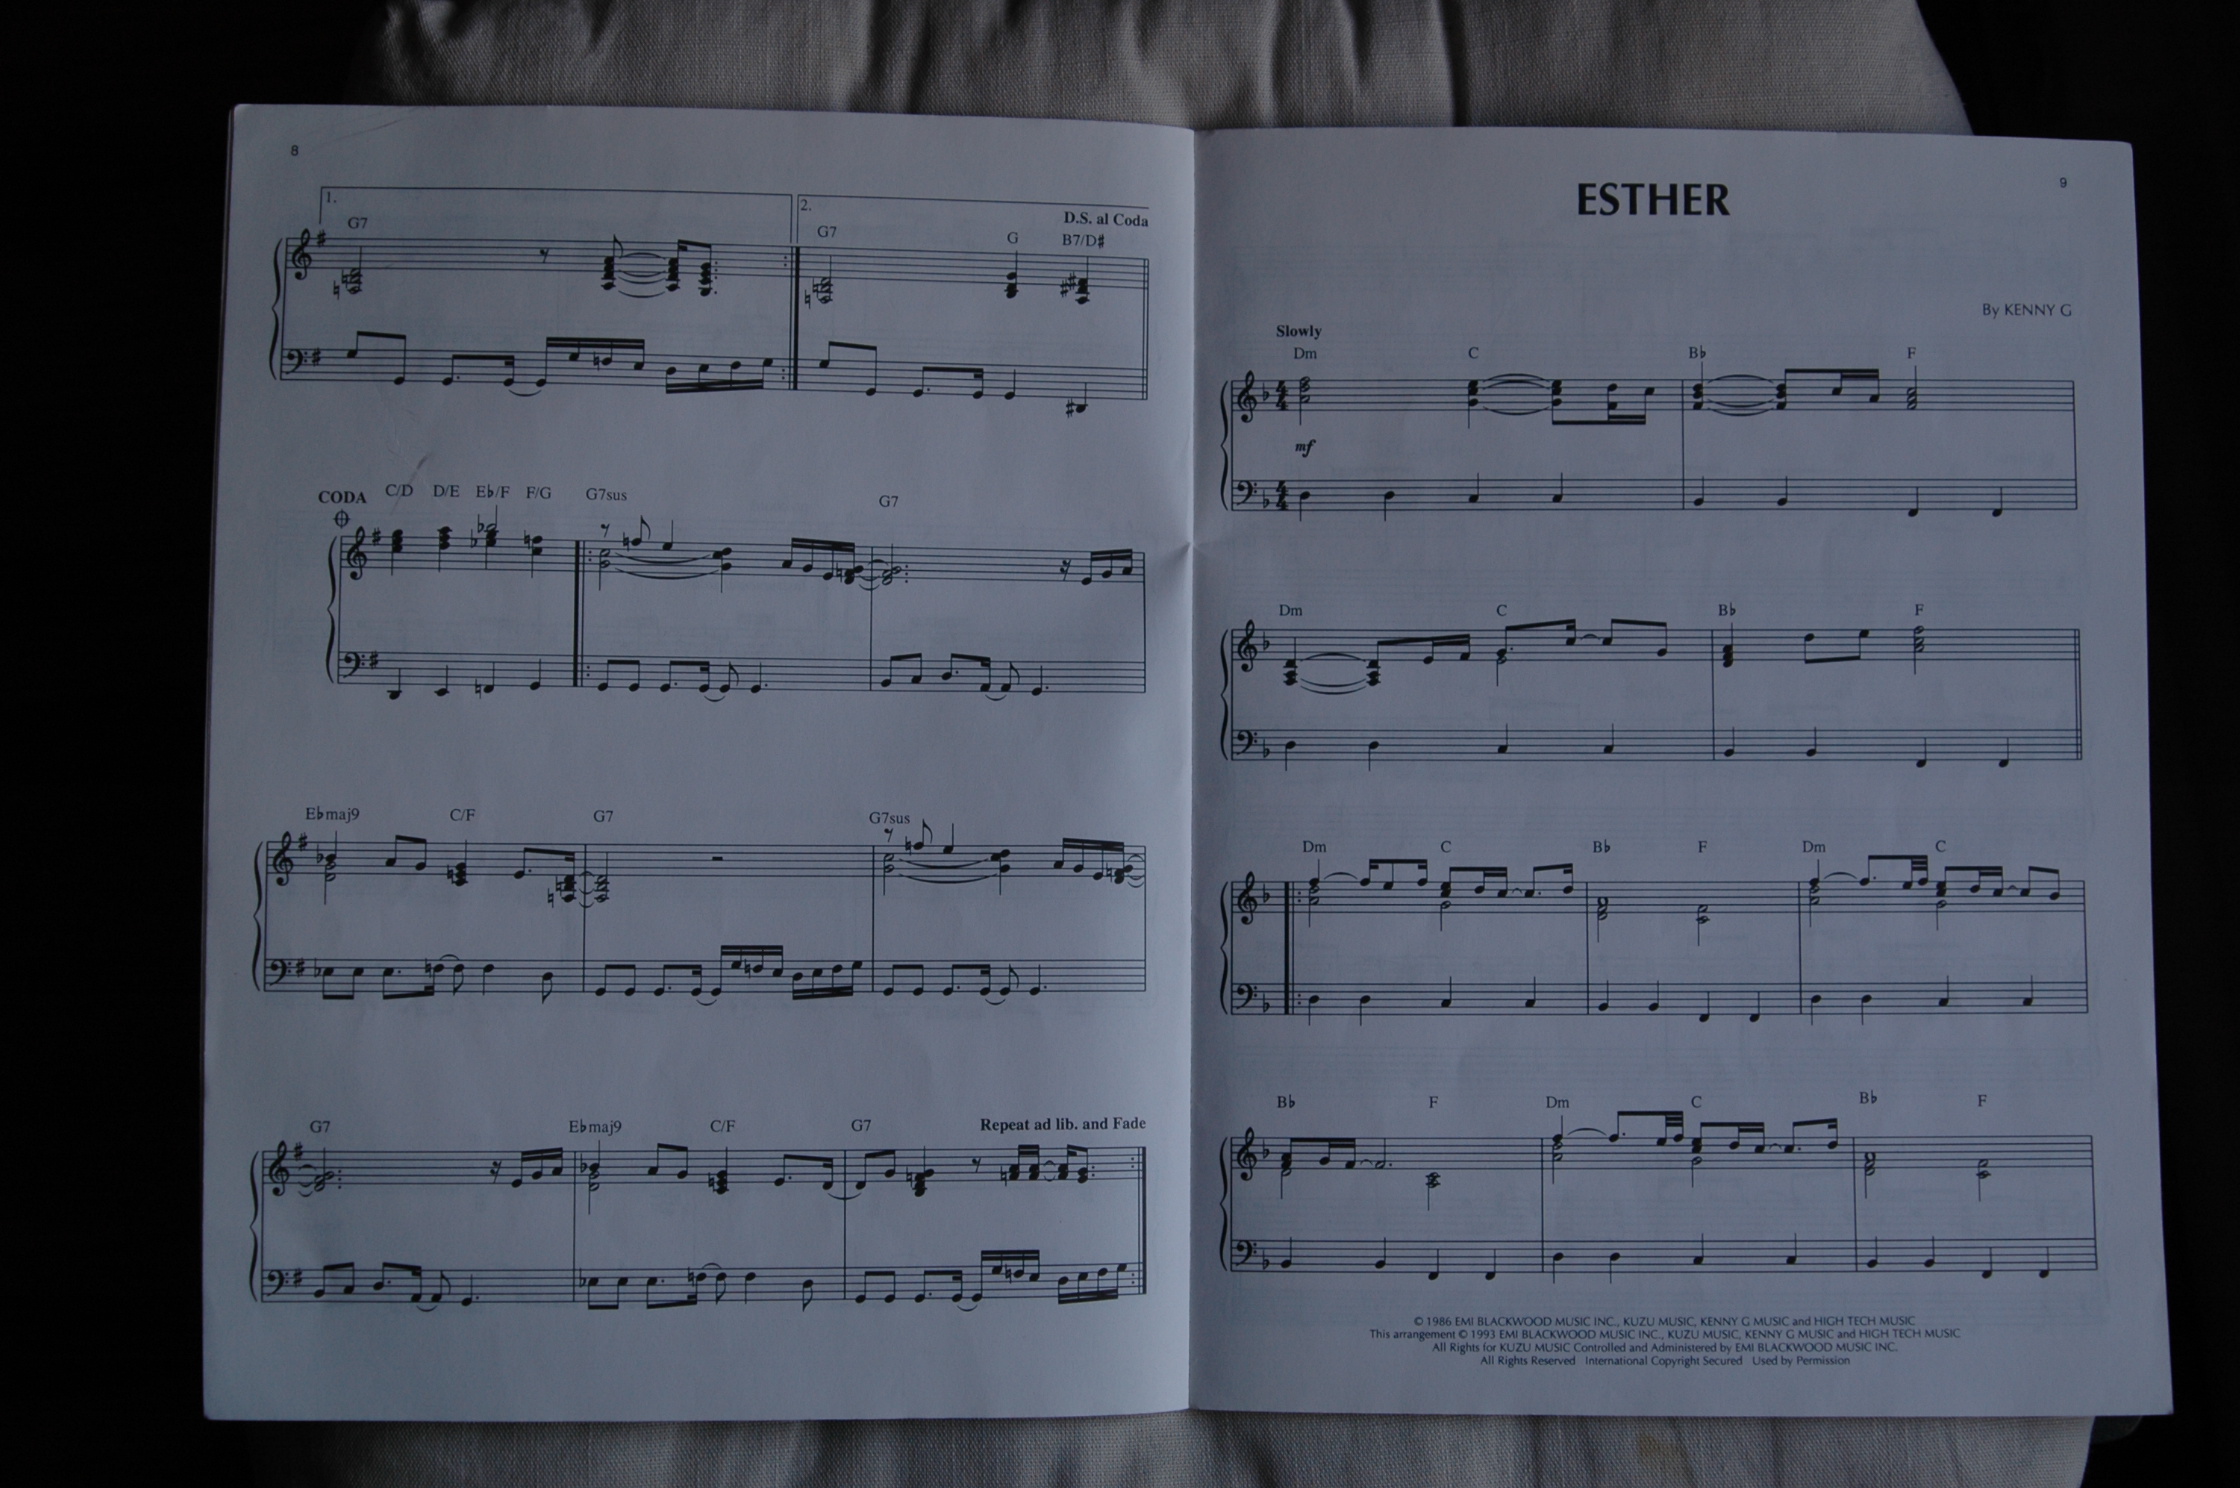 8
1. 2.
D.S. al Coda
G7 G7 G B7/D♯
CODA C/D D/E E♭/F F/G G7sus G7
E♭maj9 C/F G7 G7sus
G7 E♭maj9 C/F G7 Repeat ad lib. and Fade
9
ESTHER
By KENNY G
Slowly
Dm C B♭ F
4 4
mf
4 4
Dm C B♭ F
Dm C B♭ F Dm C
B♭ F Dm C B♭ F
© 1986 EMI BLACKWOOD MUSIC INC., KUZU MUSIC, KENNY G MUSIC and HIGH TECH MUSIC
This arrangement © 1993 EMI BLACKWOOD MUSIC INC., KUZU MUSIC, KENNY G MUSIC and HIGH TECH MUSIC
All Rights for KUZU MUSIC Controlled and Administered by EMI BLACKWOOD MUSIC INC.
All Rights Reserved International Copyright Secured Used by Permission